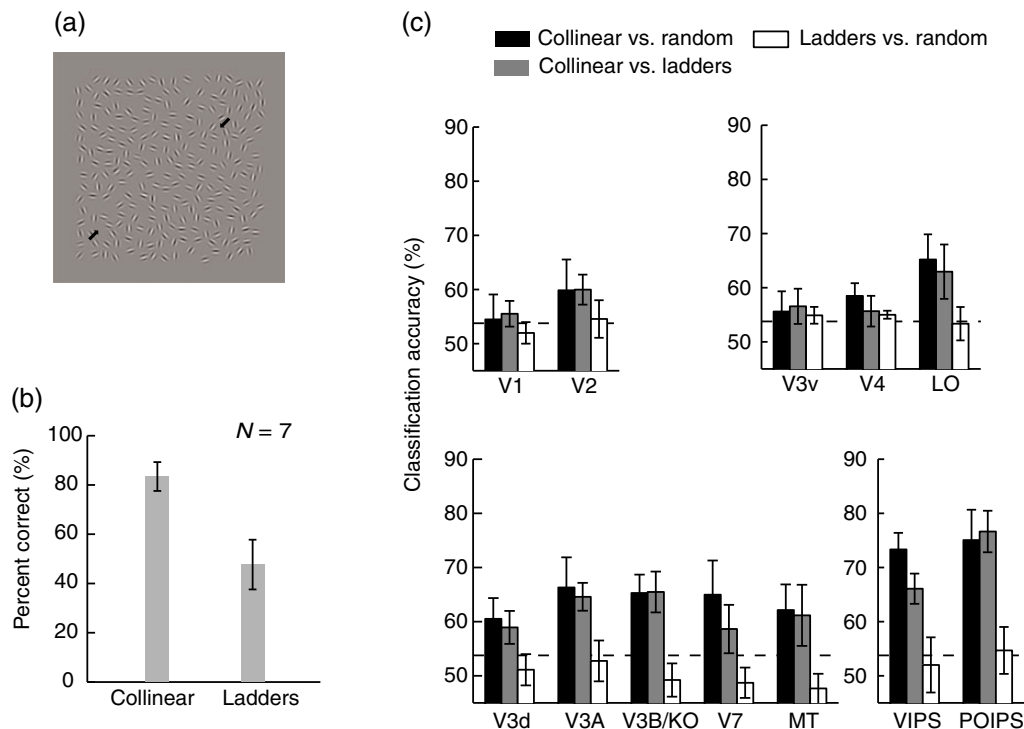 (a)
(b)
Percent correct (%)
100
80
60
40
20
0
N = 7
Collinear Ladders
(c)
Collinear vs. random Ladders vs. random
Collinear vs. ladders
Classification accuracy (%)
90
80
70
60
50
V1 V2
90
80
70
60
50
V3v V4 LO
90
80
70
60
50
V3d V3A V3B/KO V7 MT
90
80
70
60
50
VIPS POIPS